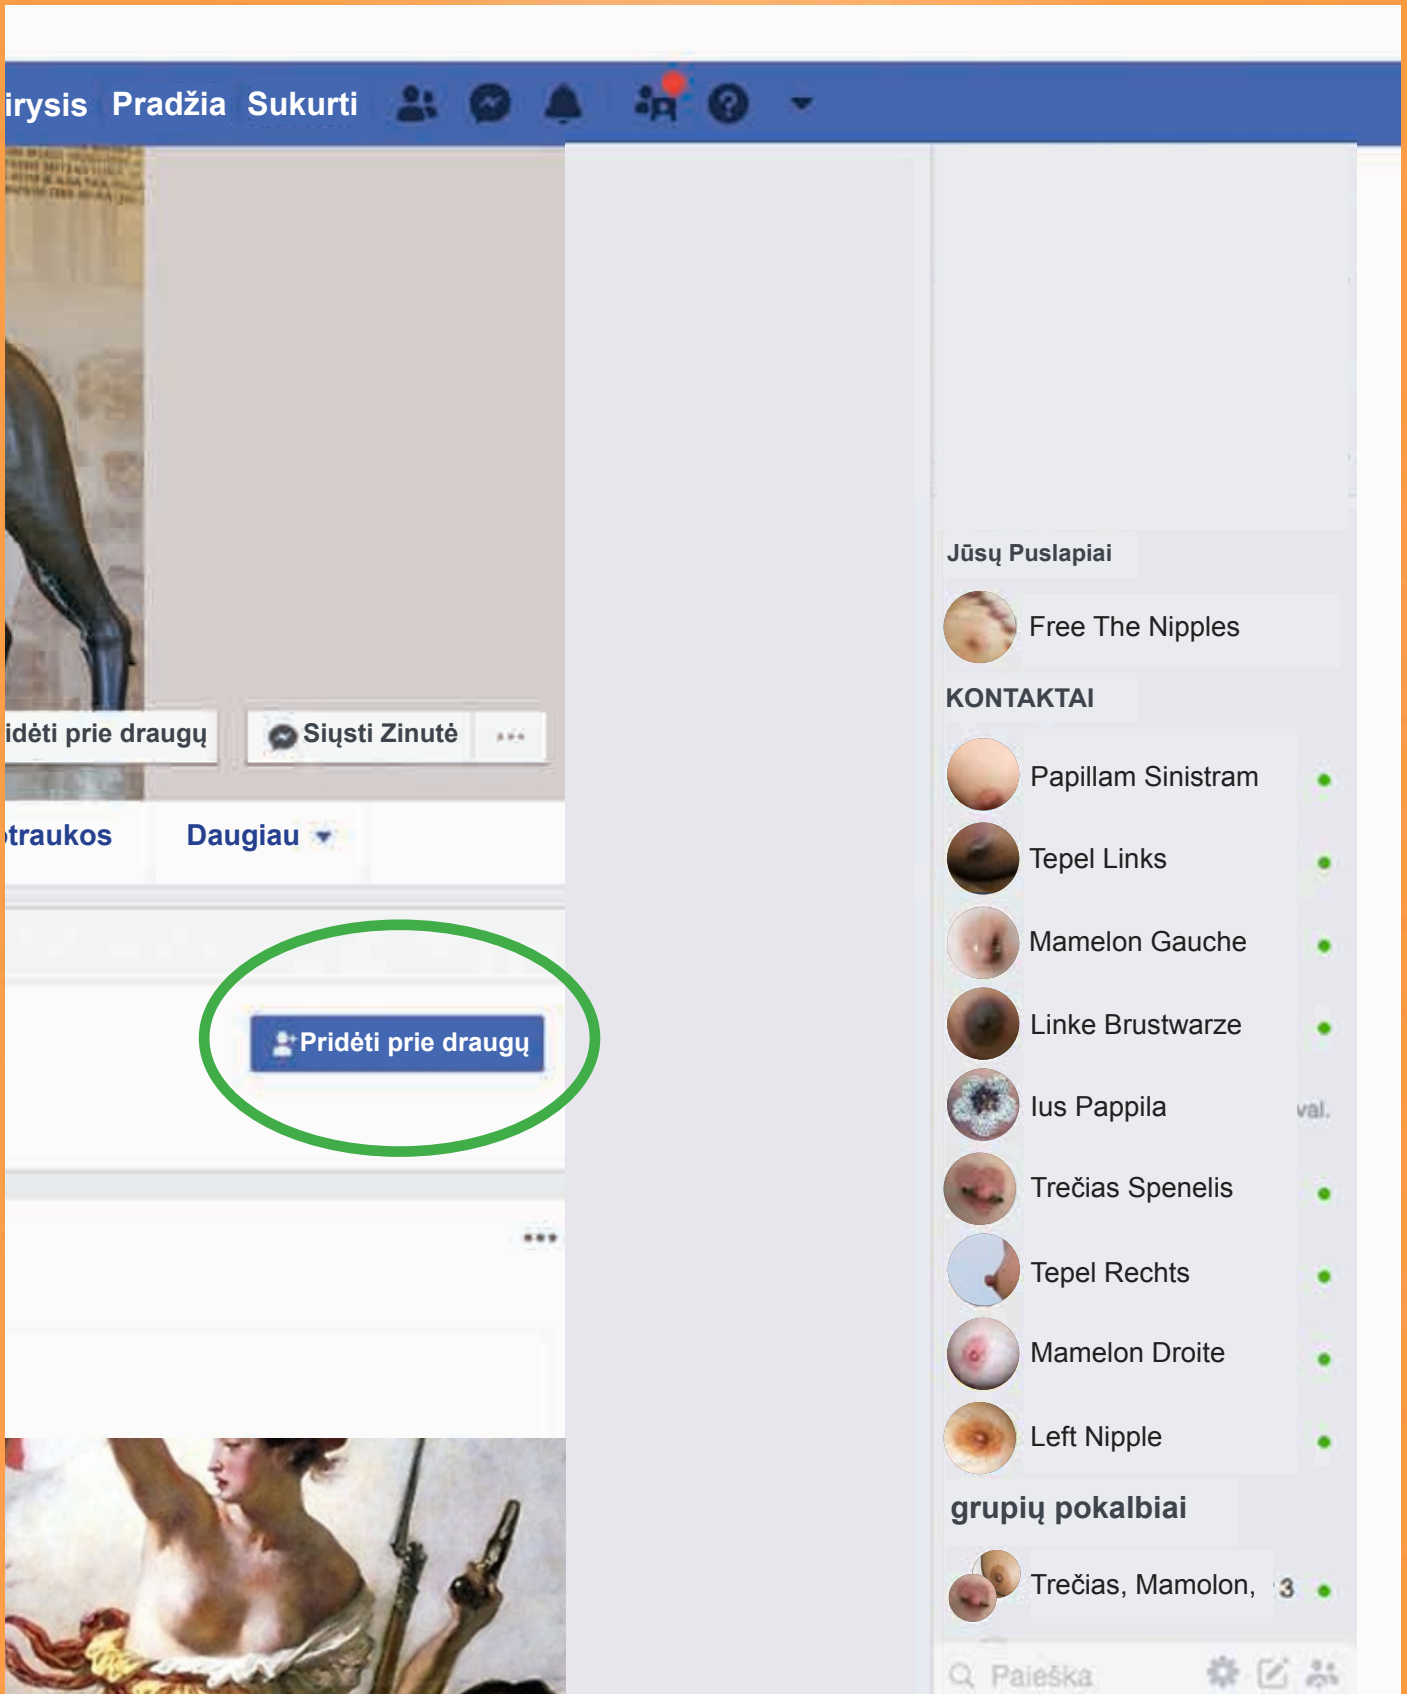 irysis Pradžia Sukurti
idėti prie draugų
Siųsti Zinutė
traukos
Daugiau
Pridėti prie draugų
Jūsų Puslapiai
Free The Nipples
KONTAKTAI
Papillam Sinistram
Tepel Links
Mamelon Gauche
Linke Brustwarze
Ius Pappila val.
Trečias Spenelis
Tepel Rechts
Mamelon Droite
Left Nipple
grupių pokalbiai
Trečias, Mamolon, 3
Paieška